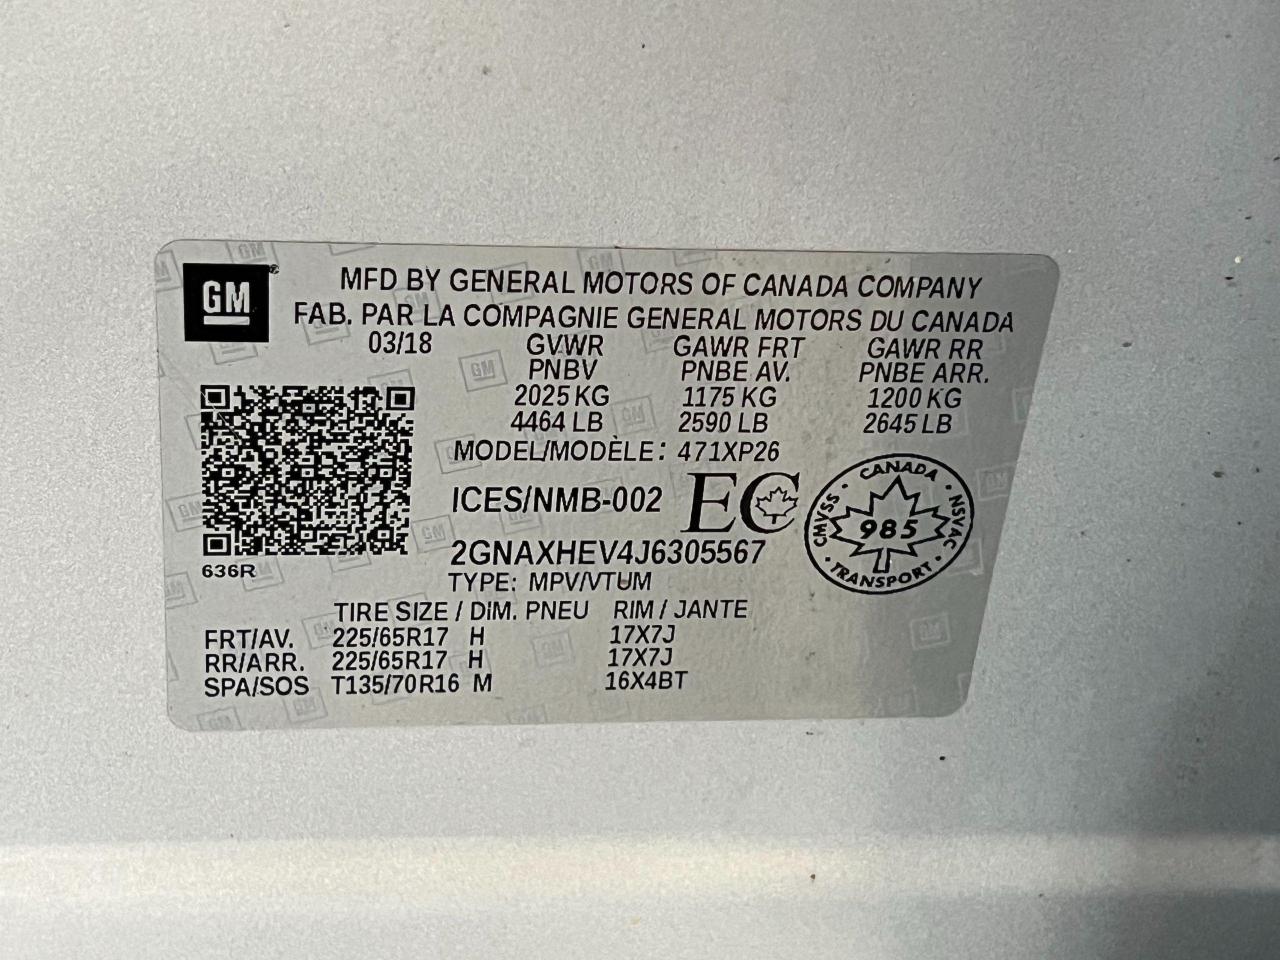 GM
MFD BY GENERAL MOTORS OF CANADA COMPANY
FAB. PAR LA COMPAGNIE GENERAL MOTORS DU CANADA
03/18 GVWR GAWR FRT GAWR RR
PNBV PNBE AV. PNBE ARR.
2025 KG 1175 KG 1200 KG
4464 LB 2590 LB 2645 LB
MODEL/MODÈLE: 471XP26
ICES/NMB-002 EC
CANADA
CMVSS 985 NSVAC
TRANSPORT
2GNAXHEV4J6305567
636R
TYPE: MPV/VTUM
TIRE SIZE / DIM. PNEU RIM / JANTE
FRT/AV. 225/65R17 H 17X7J
RR/ARR. 225/65R17 H 17X7J
SPA/SOS T135/70R16 M 16X4BT